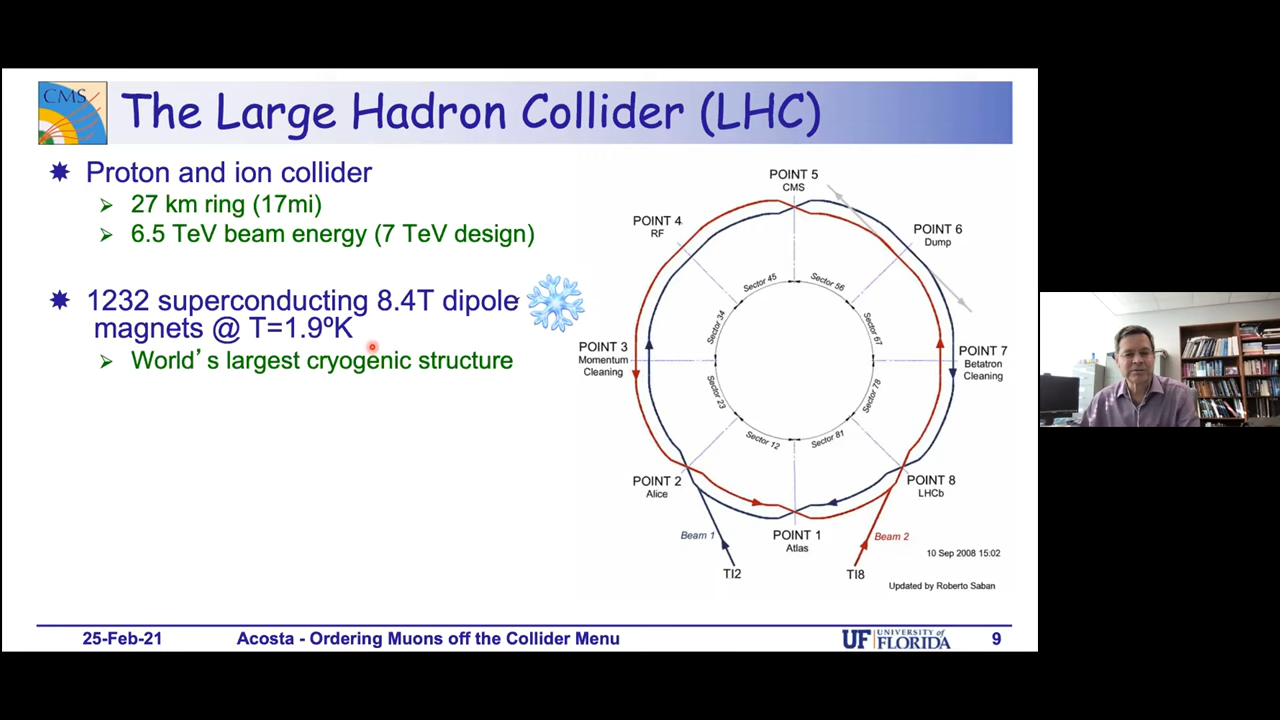 CMS
The Large Hadron Collider (LHC)
Proton and ion collider
27 km ring (17mi)
6.5 TeV beam energy (7 TeV design)
1232 superconducting 8.4T dipole
magnets @ T=1.9ºK
World's largest cryogenic structure
POINT 5
CMS
POINT 4
RF
POINT 6
Dump
Sector 45
Sector 56
Sector 34
Sector 67
POINT 3
Momentum
Cleaning
POINT 7
Betatron
Cleaning
Sector 23
Sector 78
Sector 12
Sector 81
POINT 2
Alice
POINT 8
LHCb
Beam 1
POINT 1
Atlas
Beam 2
TI2
TI8
10 Sep 2008 15:02
Updated by Roberto Saban
25-Feb-21
Acosta - Ordering Muons off the Collider Menu
UF UNIVERSITY of
FLORIDA
9